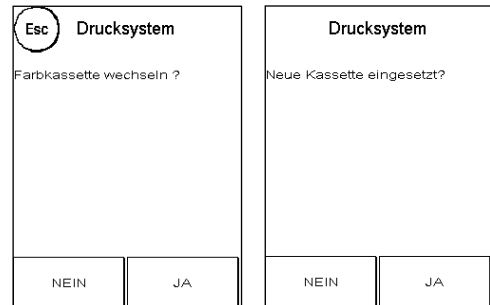 Esc Drucksystem
Farbkassette wechseln ?
NEIN JA
Drucksystem
Neue Kassette eingesetzt?
NEIN JA